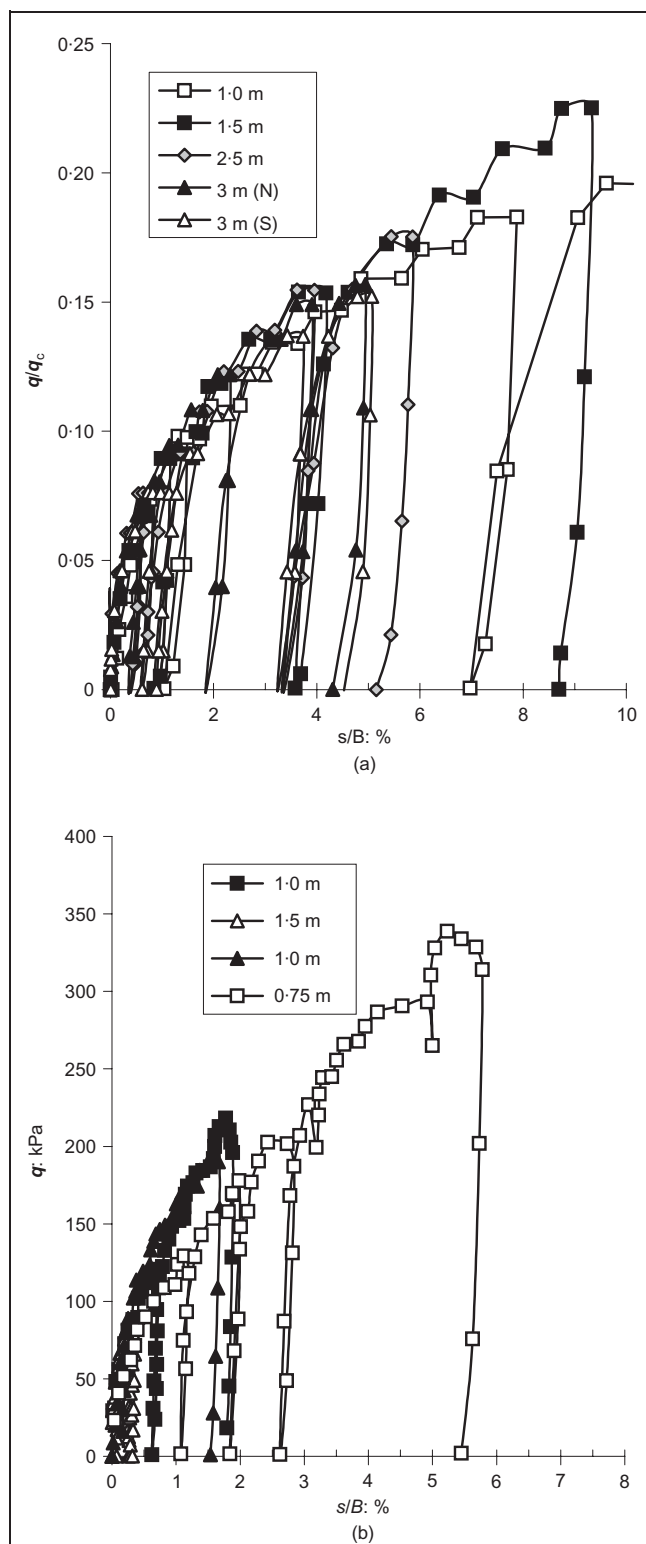 0·25
0·20
0·15
0·10
0·05
0
q/qc
1·0 m
1·5 m
2·5 m
3 m (N)
3 m (S)
0 2 4 6 8 10
s/B: %
(a)
400
350
300
250
200
150
100
50
0
q: kPa
1·0 m
1·5 m
1·0 m
0·75 m
0 1 2 3 4 5 6 7 8
s/B: %
(b)